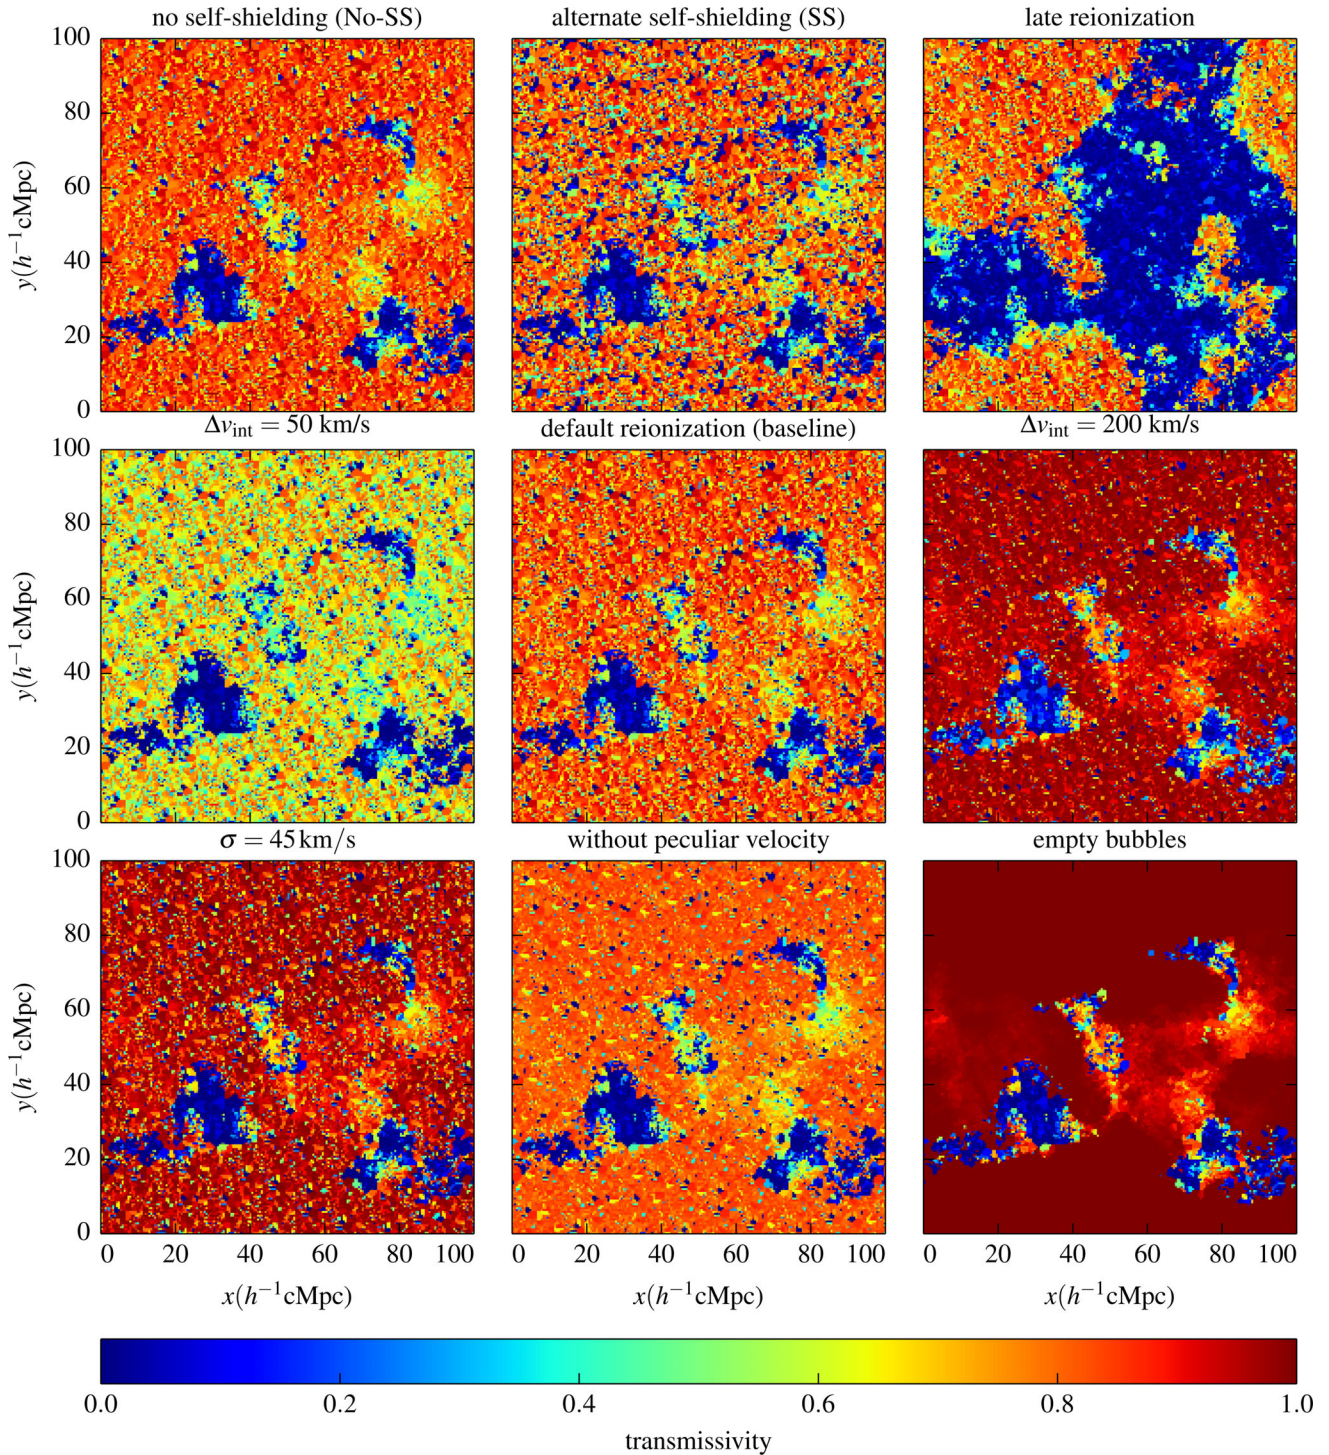 no self-shielding (No-SS) alternate self-shielding (SS) late reionization
100
80
60
40
20
0
y(h⁻¹cMpc)
Δv_int = 50 km/s default reionization (baseline) Δv_int = 200 km/s
100
80
60
40
20
0
y(h⁻¹cMpc)
σ = 45 km/s without peculiar velocity empty bubbles
100
80
60
40
20
0
y(h⁻¹cMpc)
0 20 40 60 80 100 0 20 40 60 80 100 0 20 40 60 80 100
x(h⁻¹cMpc) x(h⁻¹cMpc) x(h⁻¹cMpc)
0.0 0.2 0.4 0.6 0.8 1.0
transmissivity